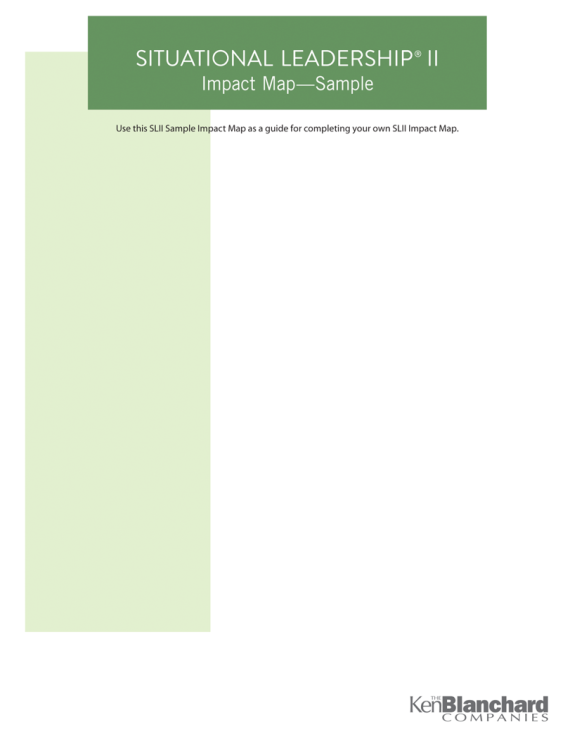 SITUATIONAL LEADERSHIP® II
Impact Map—Sample
Use this SLII Sample Impact Map as a guide for completing your own SLII Impact Map.
THE
KenBlanchard
COMPANIES